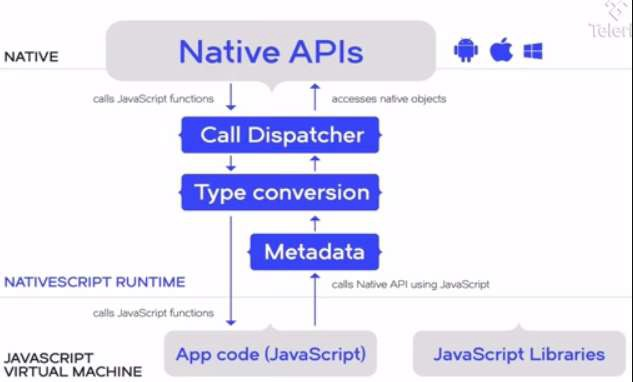 Native APIs
NATIVE
calls JavaScript functions
accesses native objects
Call Dispatcher
Type conversion
Metadata
NATIVESCRIPT RUNTIME
calls Native API using JavaScript
calls JavaScript functions
App code (JavaScript)
JavaScript Libraries
JAVASCRIPT
VIRTUAL MACHINE